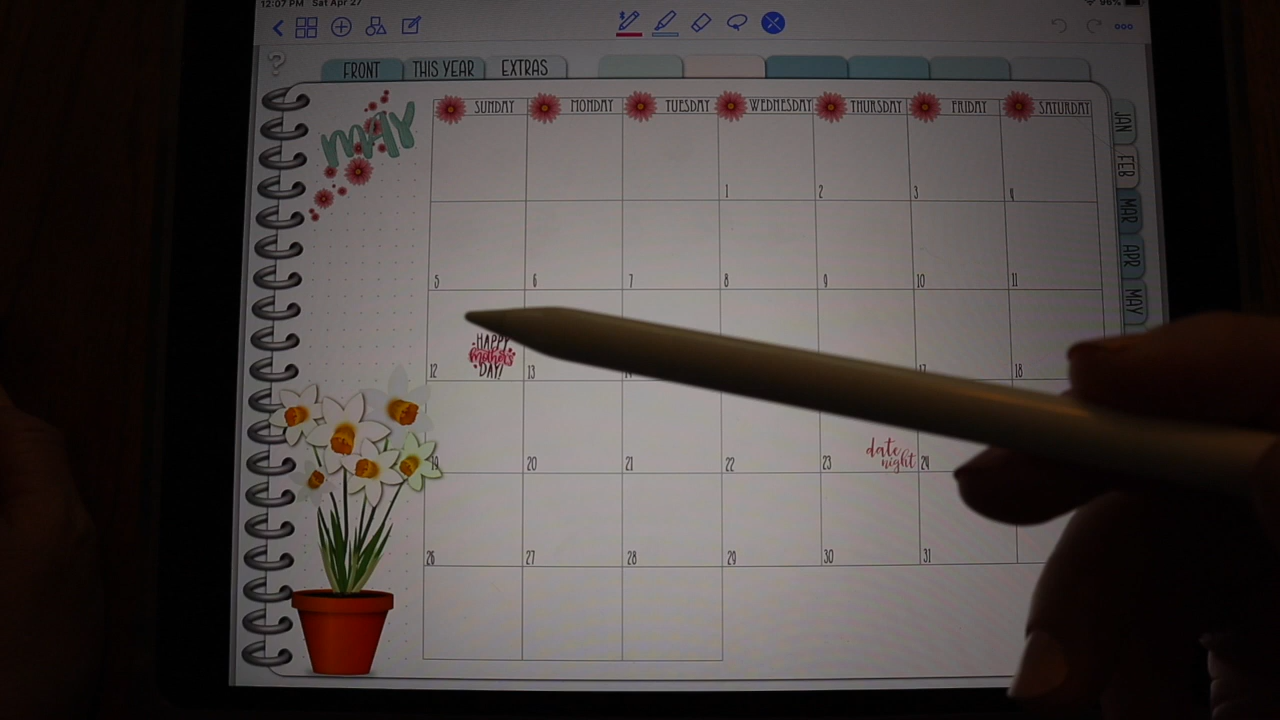 12:07 PM Sat Apr 27
96%
?
FRONT THIS YEAR EXTRAS
may
SUNDAY MONDAY TUESDAY WEDNESDAY THURSDAY FRIDAY SATURDAY
JAN
FEB
MAR
APR
MAY
1 2 3 4
5 6 7 8 9 10 11
HAPPY
mother's
DAY!
12 13 18
date
night
19 20 21 22 23 24
26 27 28 29 30 31